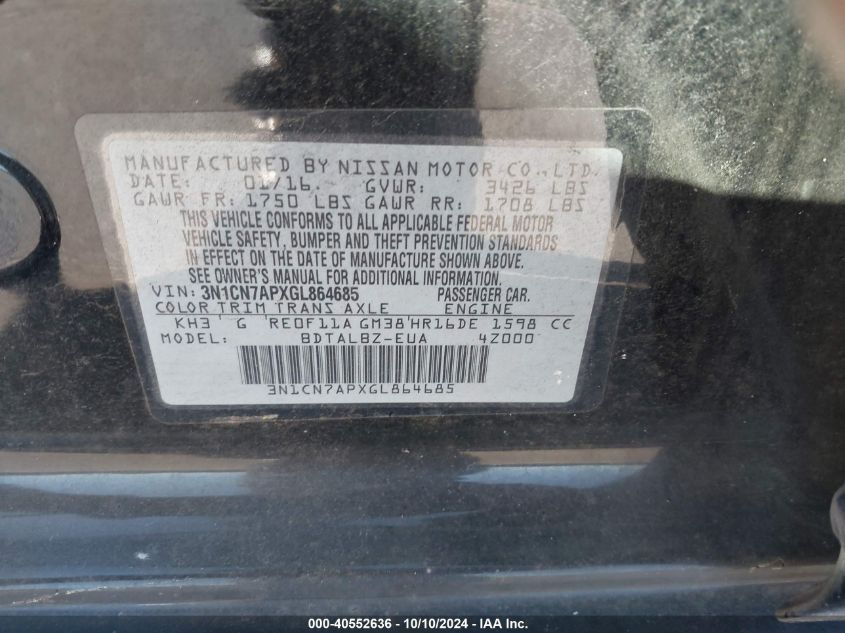 MANUFACTURED BY NISSAN MOTOR CO., LTD.
DATE: 01/16. GVWR: 3426 LBS
GAWR FR: 1750 LBS GAWR RR: 1708 LBS
THIS VEHICLE CONFORMS TO ALL APPLICABLE FEDERAL MOTOR
VEHICLE SAFETY, BUMPER AND THEFT PREVENTION STANDARDS
IN EFFECT ON THE DATE OF MANUFACTURE SHOWN ABOVE.
SEE OWNER'S MANUAL FOR ADDITIONAL INFORMATION.
VIN: 3N1CN7APXGL864685 PASSENGER CAR.
COLOR TRIM TRANS AXLE ENGINE
KH3 G RE0F11A GM38 HR16DE 1598 CC
MODEL: BDTALBZ-EUA 4Z000
3N1CN7APXGL864685
000-40552636 - 10/10/2024 - IAA Inc.